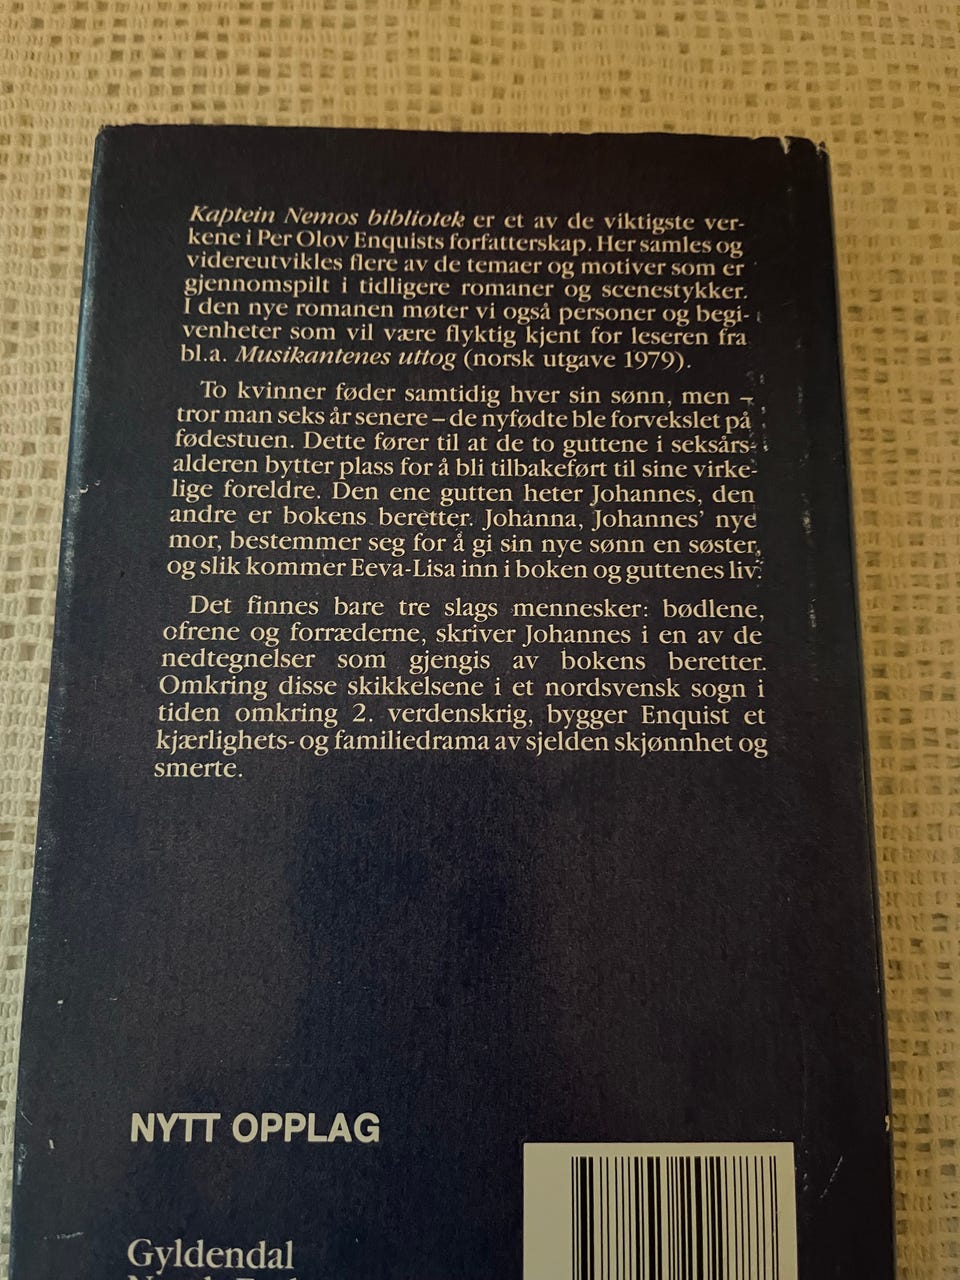 Kaptein Nemos bibliotek er et av de viktigste ver-
kene i Per Olov Enquists forfatterskap. Her samles og
videreutvikles flere av de temaer og motiver som er
gjennomspilt i tidligere romaner og scenestykker.
I den nye romanen møter vi også personer og begi-
venheter som vil være flyktig kjent for leseren fra
bl.a. Musikantenes uttog (norsk utgave 1979).
To kvinner føder samtidig hver sin sønn, men –
tror man seks år senere – de nyfødte ble forvekslet på
fødestuen. Dette fører til at de to guttene i seksårs-
alderen bytter plass for å bli tilbakeført til sine virke-
lige foreldre. Den ene gutten heter Johannes, den
andre er bokens beretter. Johanna, Johannes' nye
mor, bestemmer seg for å gi sin nye sønn en søster,
og slik kommer Eeva-Lisa inn i boken og guttenes liv.
Det finnes bare tre slags mennesker: bødlene,
ofrene og forræderne, skriver Johannes i en av de
nedtegnelser som gjengis av bokens beretter.
Omkring disse skikkelsene i et nordsvensk sogn i
tiden omkring 2. verdenskrig, bygger Enquist et
kjærlighets- og familiedrama av sjelden skjønnhet og
smerte.
NYTT OPPLAG
Gyldendal